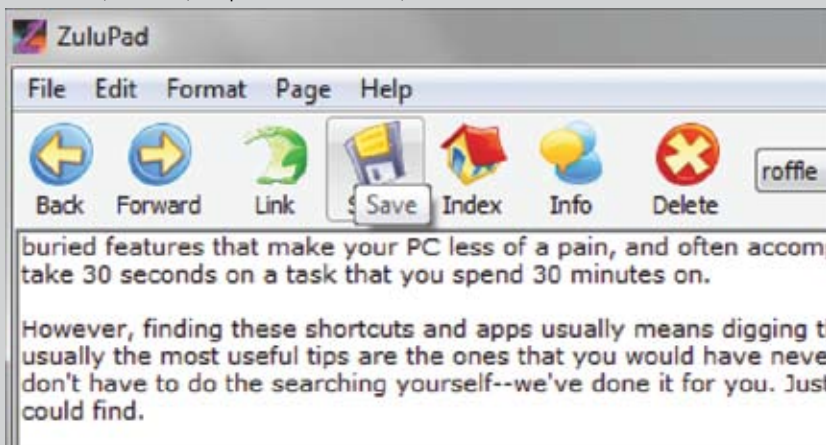 ZuluPad
File Edit Format Page Help
Back Forward Link Save Index Info Delete roffle
buried features that make your PC less of a pain, and often accom
take 30 seconds on a task that you spend 30 minutes on.
However, finding these shortcuts and apps usually means digging t
usually the most useful tips are the ones that you would have neve
don't have to do the searching yourself--we've done it for you. Just
could find.